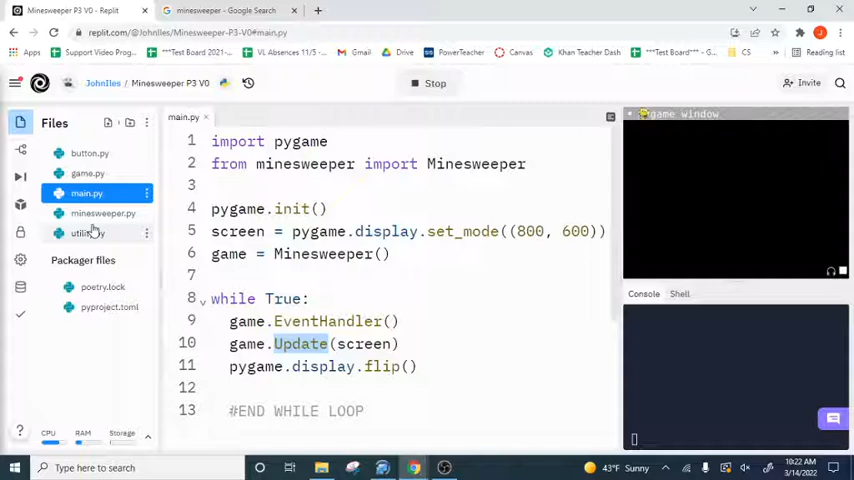 Minesweeper P3 V0 - Replit
minesweeper - Google Search
replit.com/@JohnIles/Minesweeper-P3-V0#main.py
Apps
Support Video Prog...
***Test Board 2021-...
VL Absences 11/5 -...
Gmail
Drive
PowerTeacher
Canvas
Khan Teacher Dash
***Test Board
CS
Reading list
JohnIles / Minesweeper P3 V0
Stop
Invite
Files
button.py
game.py
main.py
minesweeper.py
utility.py
Packager files
poetry.lock
pyproject.toml
CPU RAM Storage
main.py
1 import pygame
2 from minesweeper import Minesweeper
3
4 pygame.init()
5 screen = pygame.display.set_mode((800, 600))
6 game = Minesweeper()
7
8 while True:
9 game.EventHandler()
10 game.Update(screen)
11 pygame.display.flip()
12
13 #END WHILE LOOP
pygame window
Console Shell
Type here to search
43°F Sunny
10:22 AM
3/14/2022